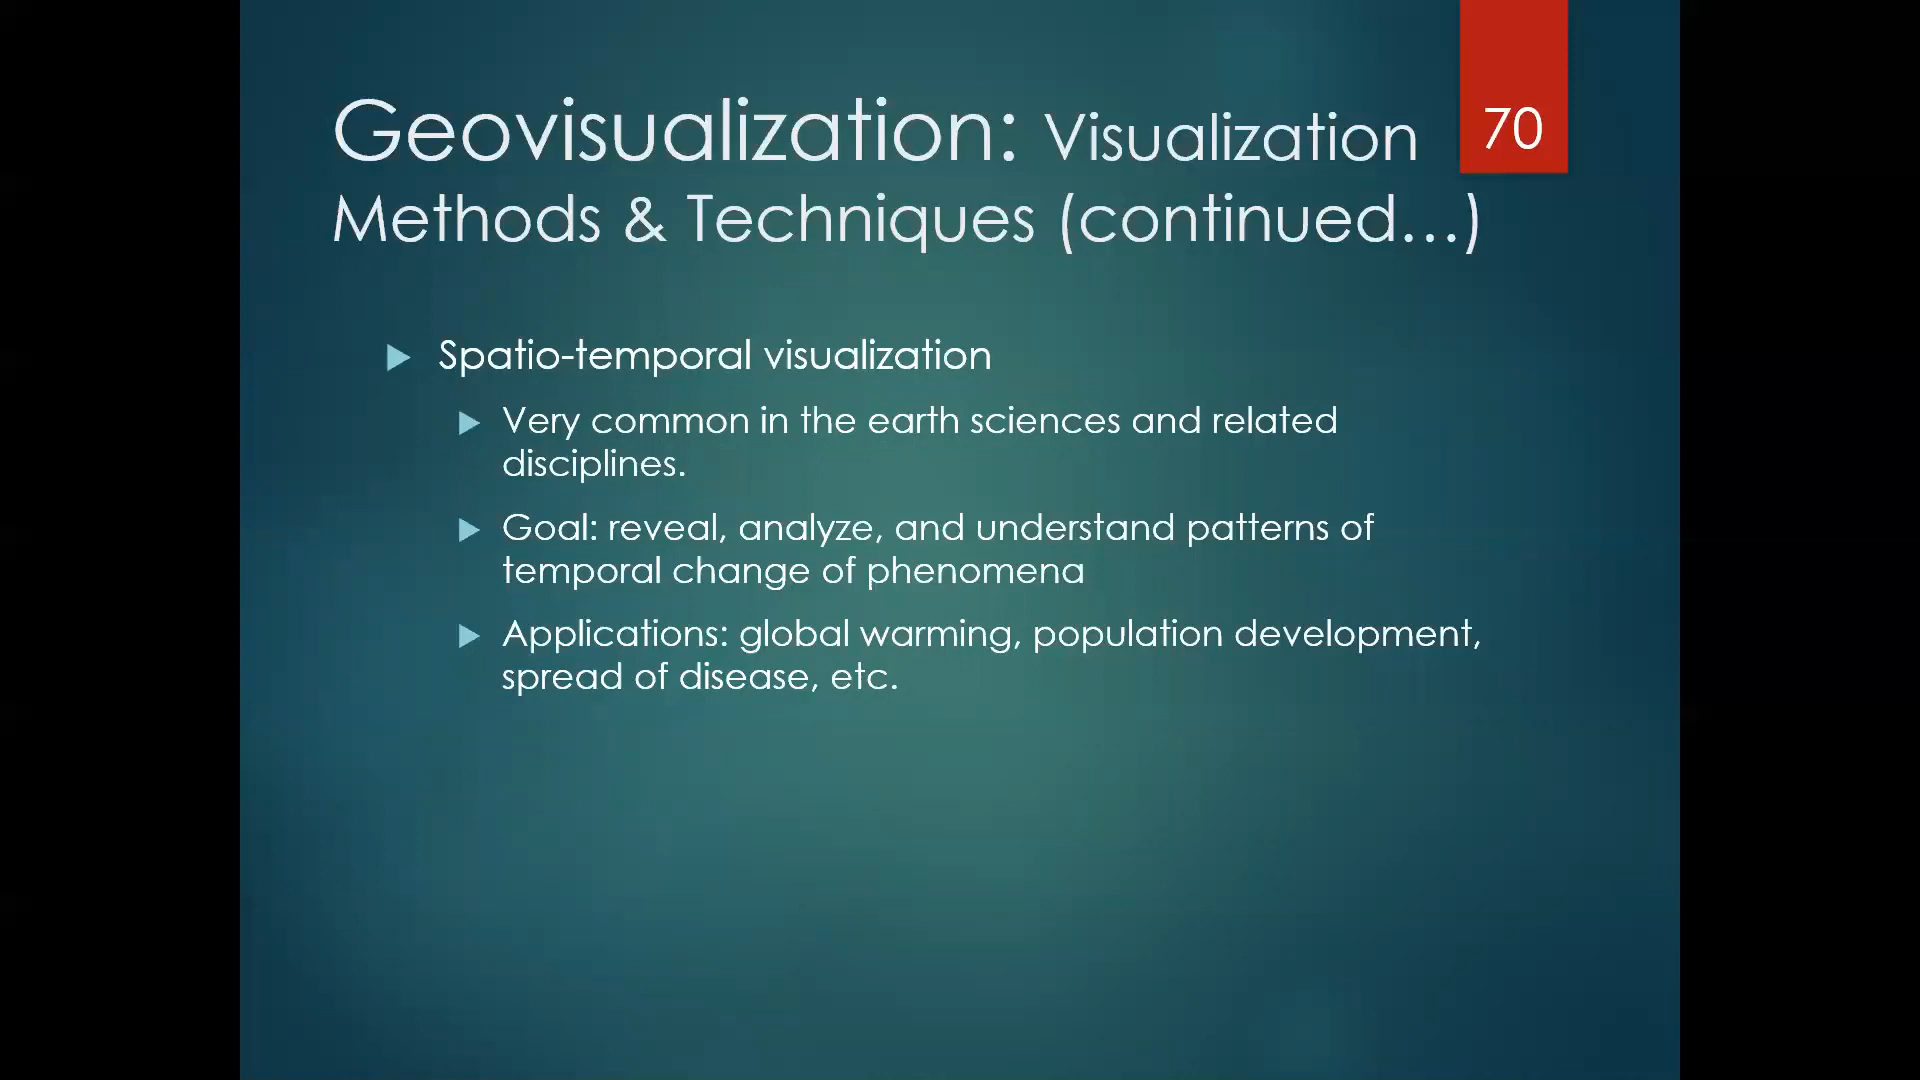 Geovisualization: Visualization
Methods & Techniques (continued...)
70
Spatio-temporal visualization
Very common in the earth sciences and related
disciplines.
Goal: reveal, analyze, and understand patterns of
temporal change of phenomena
Applications: global warming, population development,
spread of disease, etc.